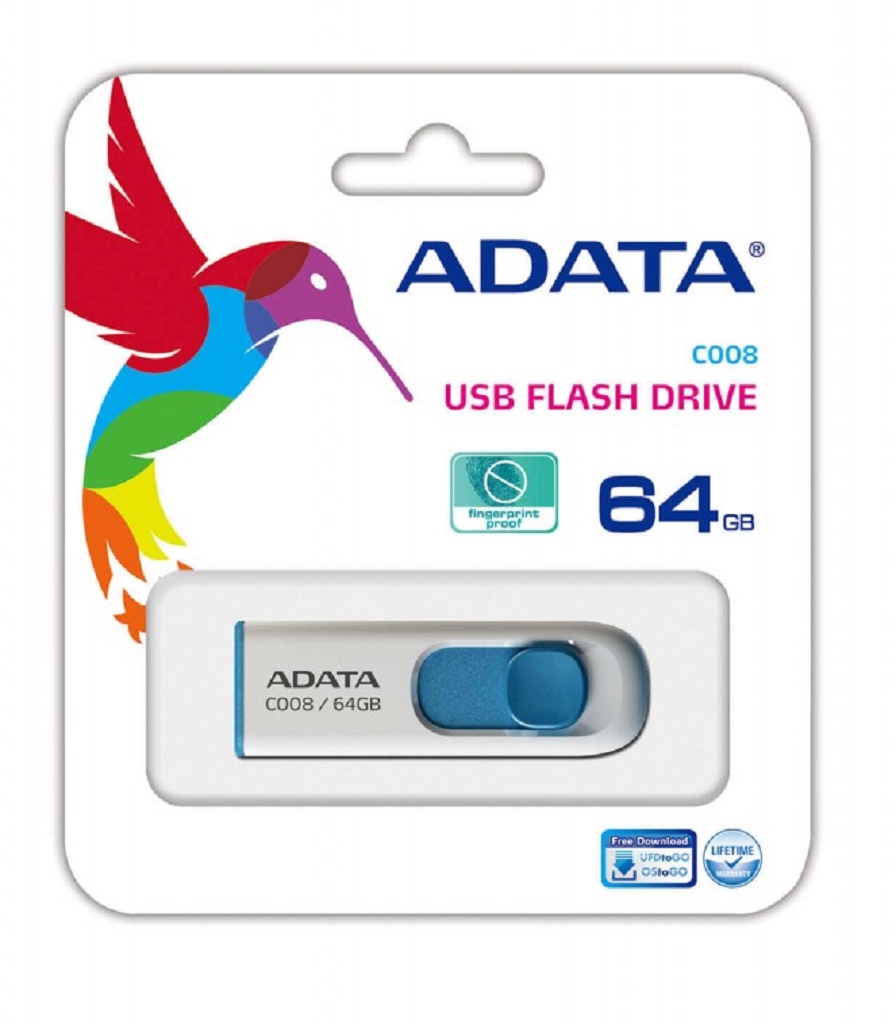 ADATA®
C008
USB FLASH DRIVE
fingerprint
proof
64GB
ADATA
C008 / 64GB
Free Download
UFDtoGO
OStoGO
LIFETIME
WARRANTY